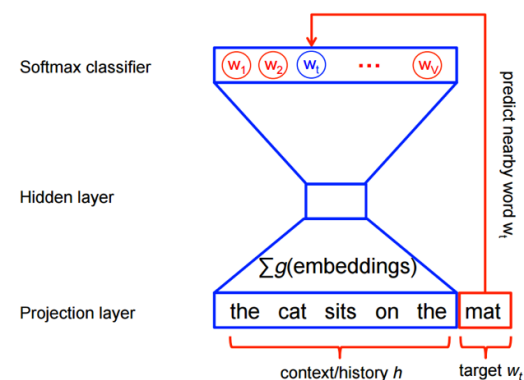 Softmax classifier
w1 w2 wt ... wV
predict nearby word wt
Hidden layer
∑g(embeddings)
Projection layer
the cat sits on the mat
context/history h
target wt